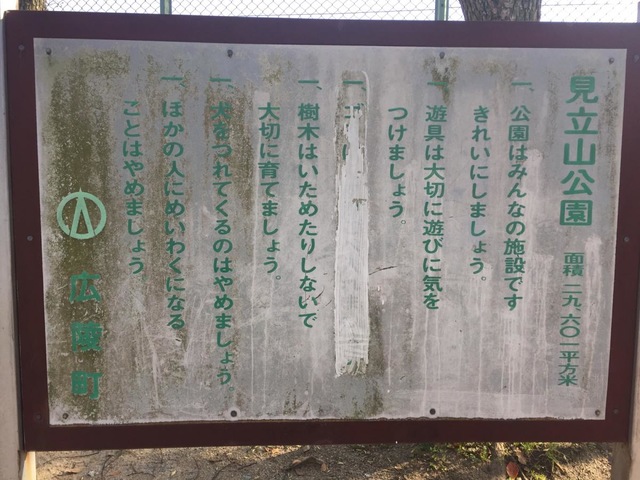 見立山公園
面積 二九、六〇一平方米
一、公園はみんなの施設です
きれいにしましょう。
一、遊具は大切に遊びに気を
つけましょう。
一、ゴ
一、樹木はいためたりしないで
大切に育てましょう。
一、犬をつれてくるのはやめましょう
一、ほかの人にめいわくになる
ことはやめましょう。
広陵町